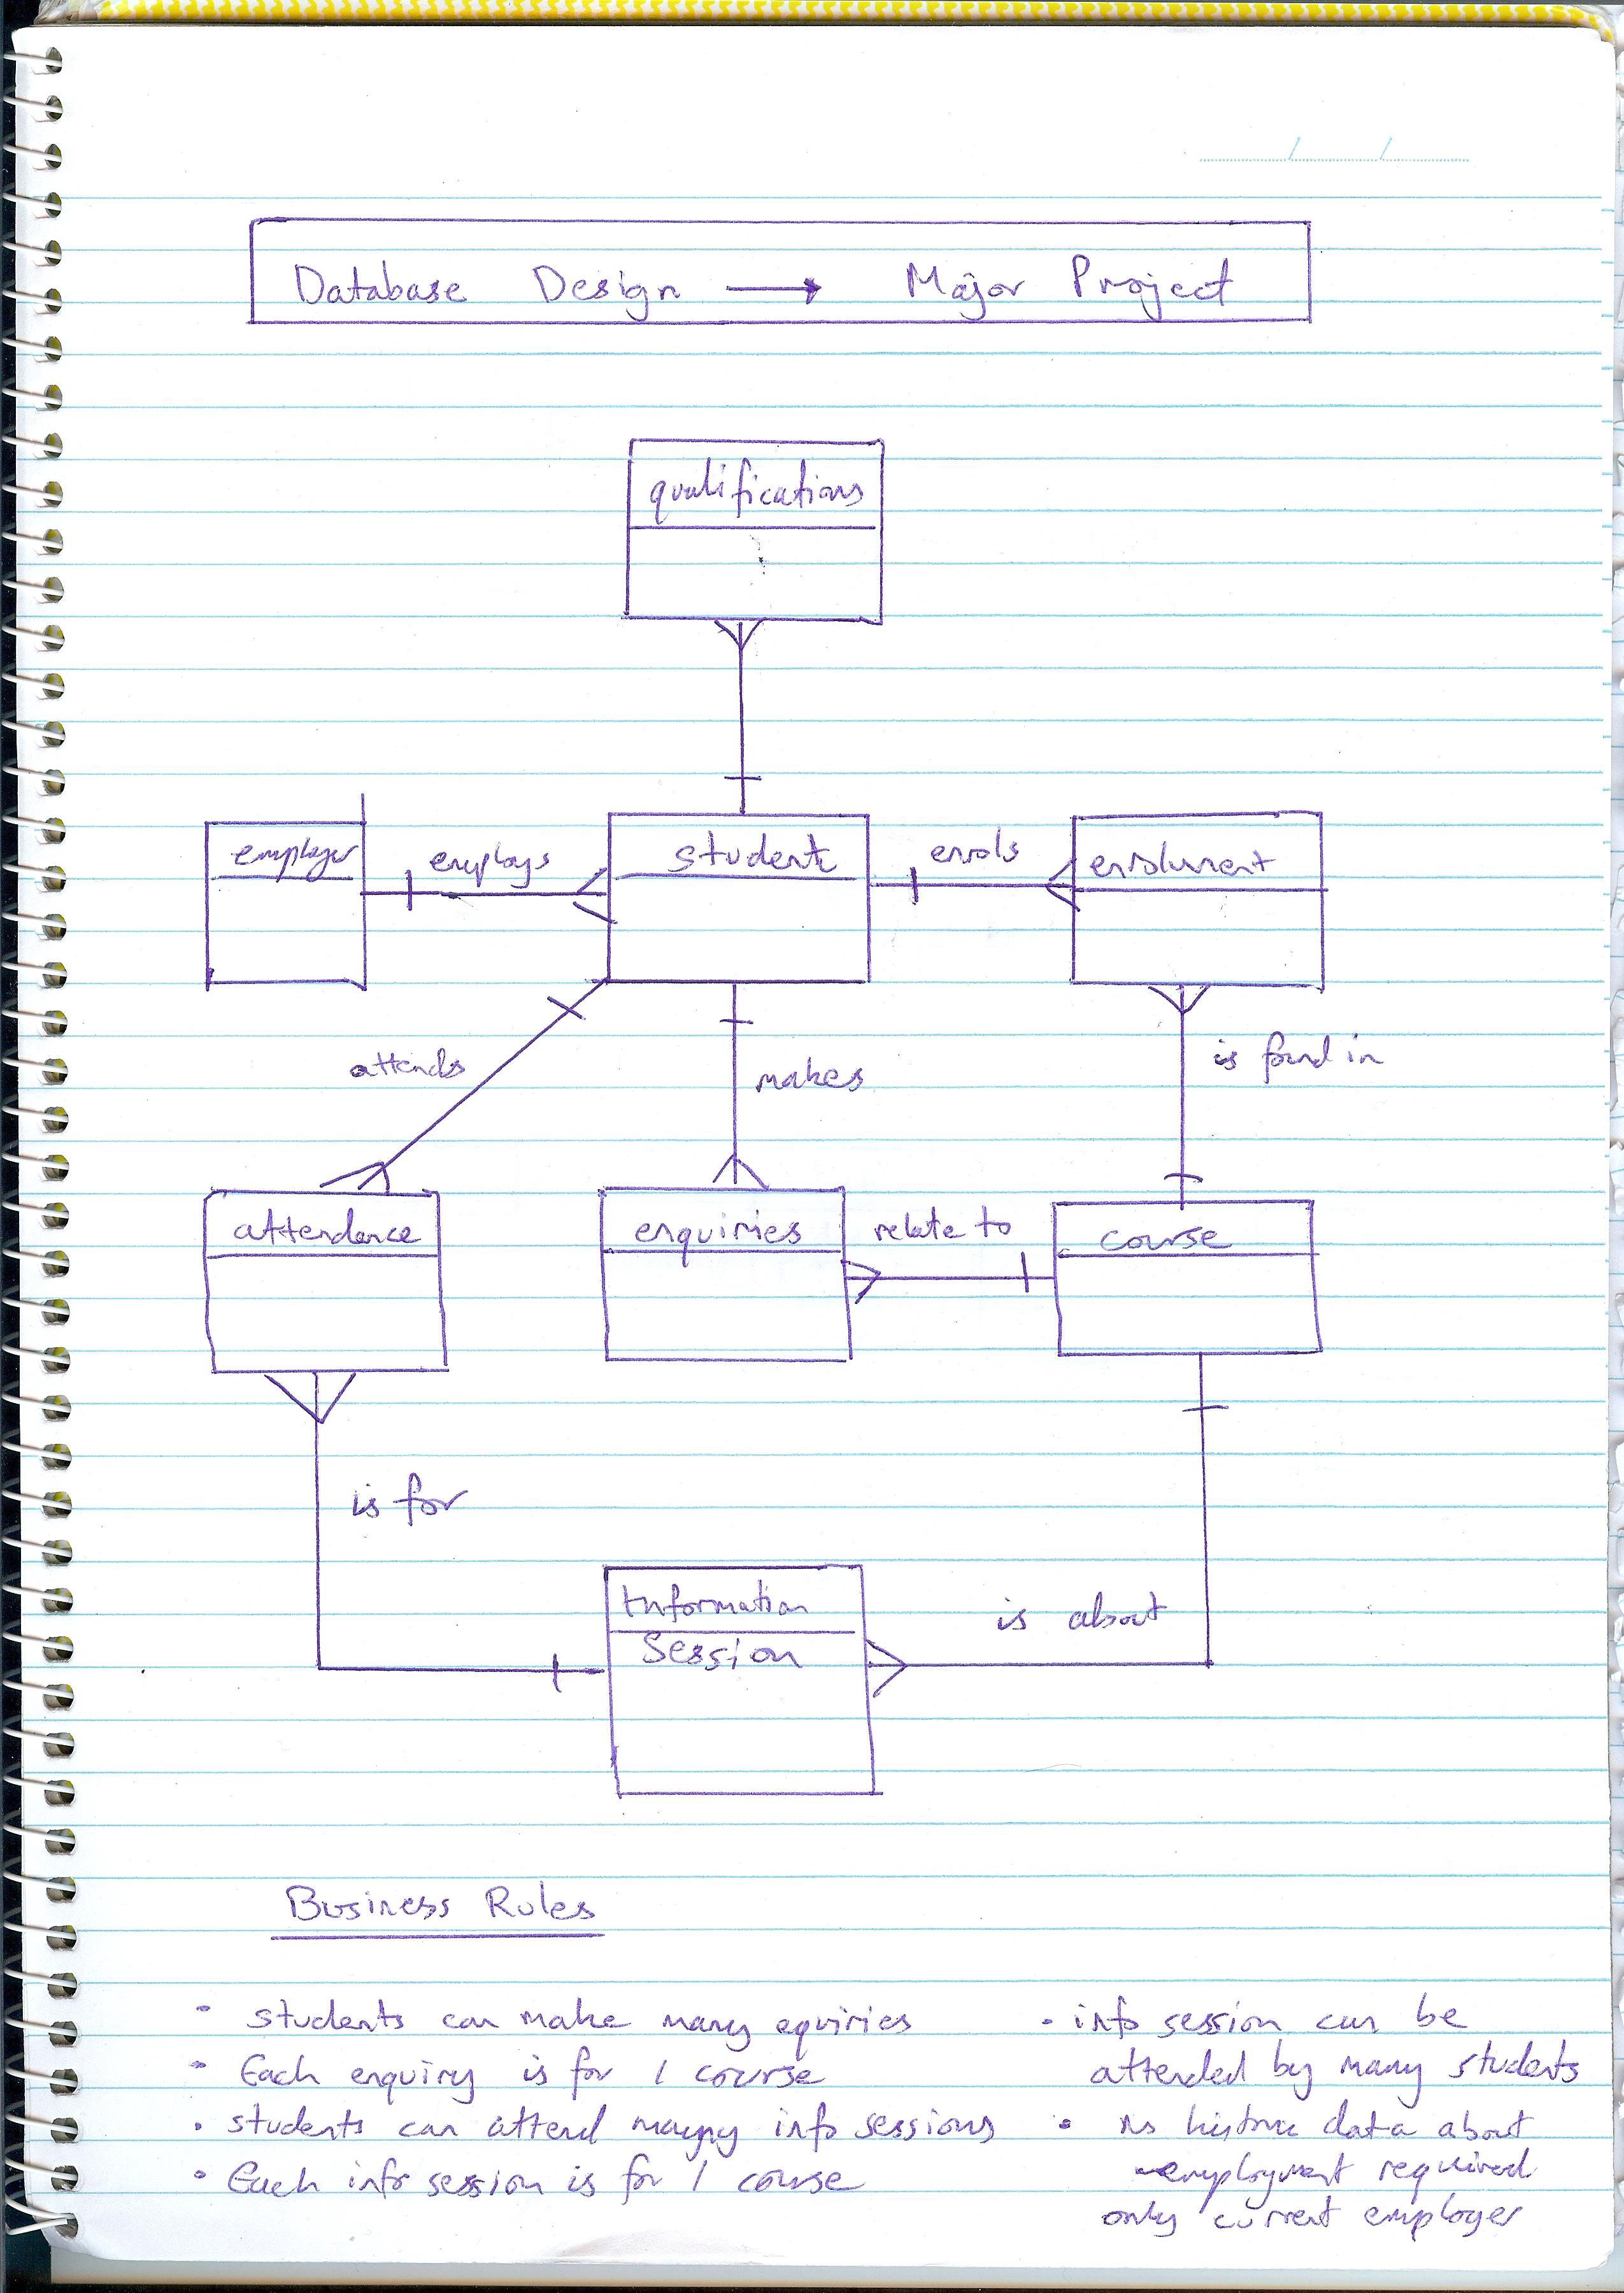 Database Design → Major Project
qualifications
employer
employs
student
enrols
enrolment
attends
makes
is found in
attendance
enquiries
relate to
course
is for
Information
Session
is about
Business Rules
• students can make many equiries
• Each enquiry is for 1 course
• students can attend many info sessions
• Each info session is for 1 course
• info session can be
attended by many students
• no historic data about
employment required
only current employer